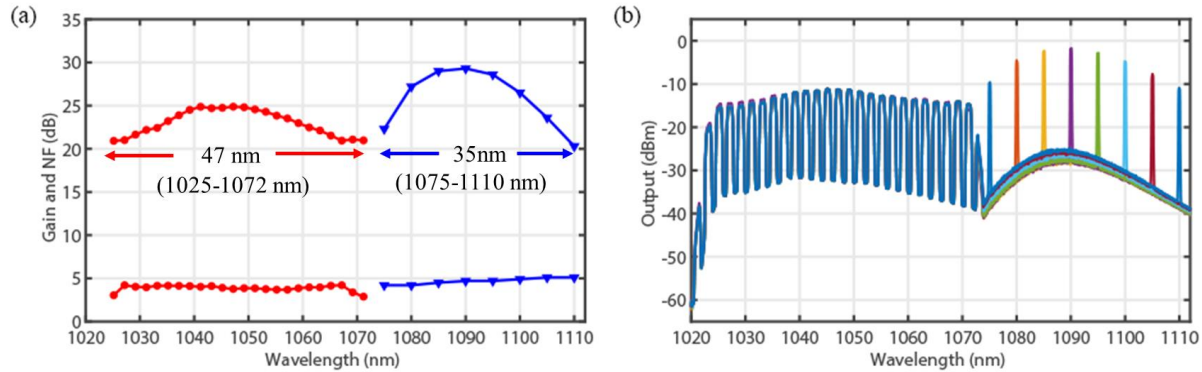 (a)
Gain and NF (dB)
35
30
25
20
15
10
5
0
47 nm
(1025-1072 nm)
35nm
(1075-1110 nm)
1020 1030 1040 1050 1060 1070 1080 1090 1100 1110
Wavelength (nm)
(b)
Output (dBm)
0
-10
-20
-30
-40
-50
-60
1020 1030 1040 1050 1060 1070 1080 1090 1100 1110
Wavelength (nm)